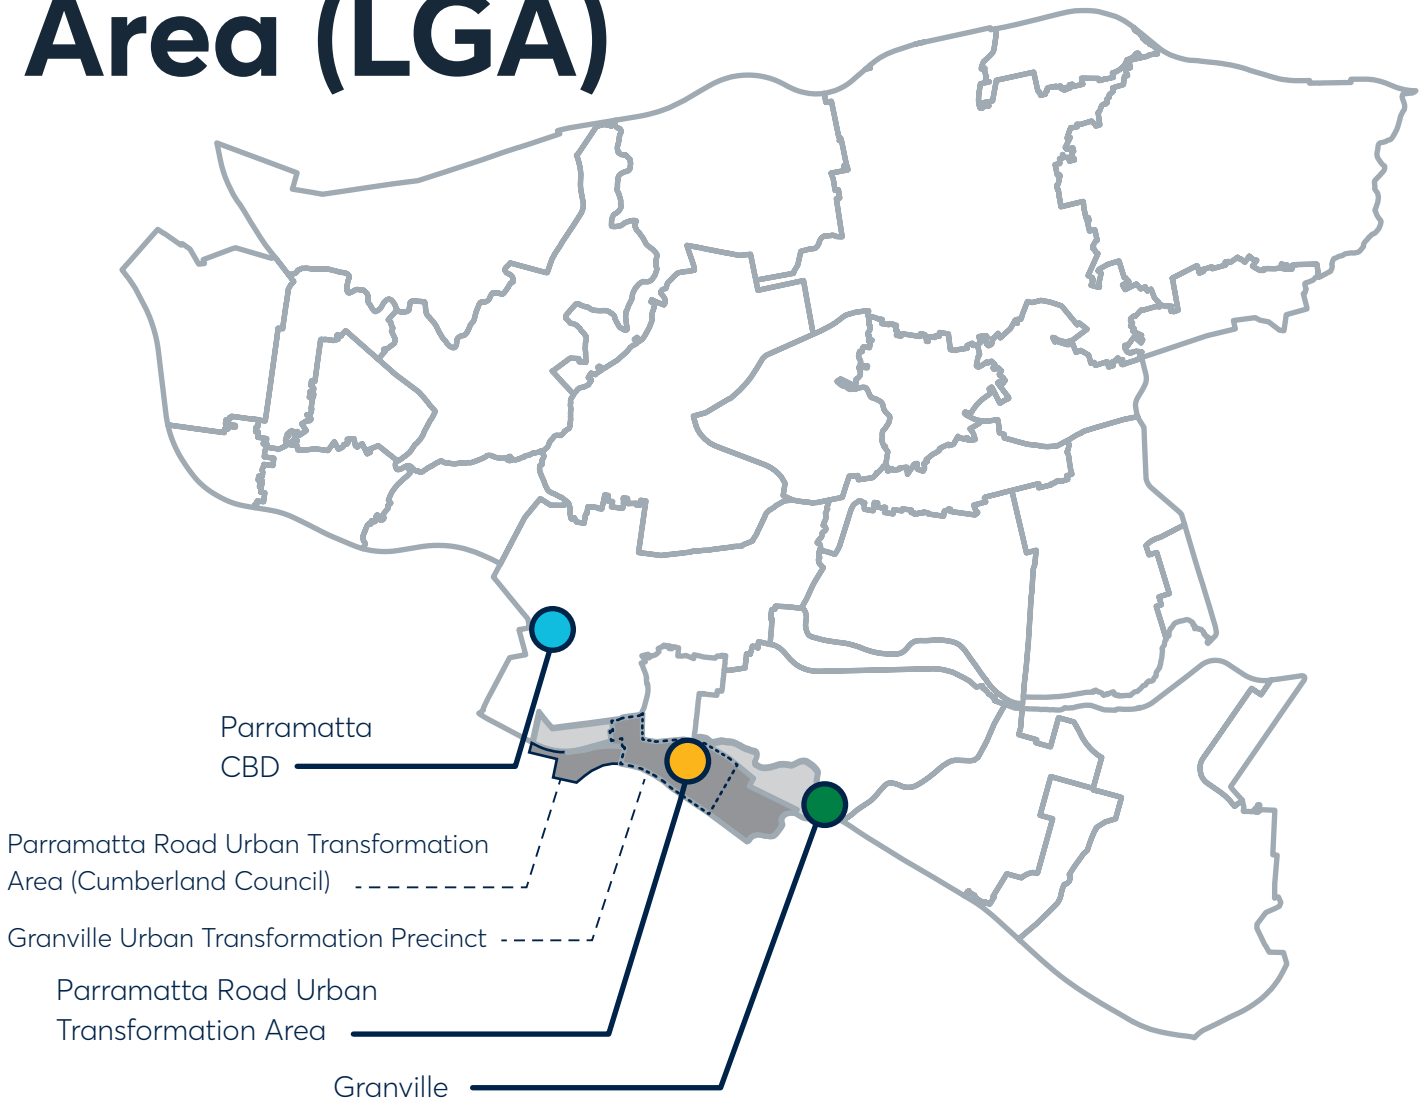 Area (LGA)
Parramatta
CBD
Parramatta Road Urban Transformation
Area (Cumberland Council)
Granville Urban Transformation Precinct
Parramatta Road Urban
Transformation Area
Granville